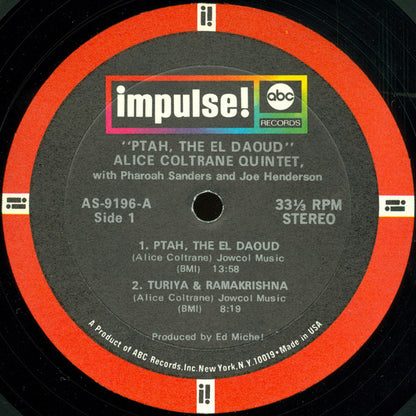 impulse! abc RECORDS
"PTAH, THE EL DAOUD"
ALICE COLTRANE QUINTET,
with Pharoah Sanders and Joe Henderson
AS-9196-A
Side 1
33⅓ RPM
STEREO
1. PTAH, THE EL DAOUD
(Alice Coltrane) Jowcol Music
(BMI) 13:58
2. TURIYA & RAMAKRISHNA
(Alice Coltrane) Jowcol Music
(BMI) 8:19
Produced by Ed Michel
A Product of ABC Records, Inc. New York, N.Y. 10019 • Made in USA
i!
i!
i!
i!